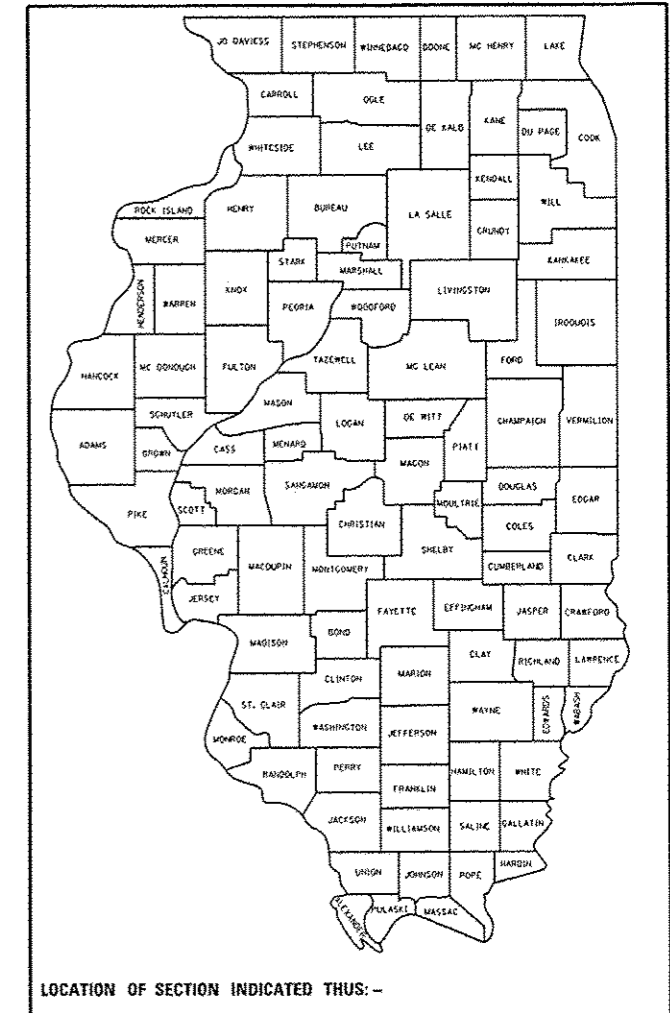 JO DAVIESS STEPHENSON WINNEBAGO BOONE MC HENRY LAKE
CARROLL OGLE DE KALB KANE DU PAGE COOK
WHITESIDE LEE
KENDALL
ROCK ISLAND HENRY BUREAU LA SALLE WILL
MERCER PUTNAM GRUNDY
STARK MARSHALL KANKAKEE
HENDERSON WARREN KNOX PEORIA WOODFORD LIVINGSTON IROQUOIS
HANCOCK MC DONOUGH FULTON TAZEWELL MC LEAN FORD
SCHUYLER MASON LOGAN DE WITT CHAMPAIGN VERMILION
ADAMS BROWN CASS MENARD PIATT
MACON
PIKE SCOTT MORGAN SANGAMON MOULTRIE DOUGLAS EDGAR
CHRISTIAN COLES
CALHOUN GREENE MACOUPIN MONTGOMERY SHELBY CUMBERLAND CLARK
JERSEY FAYETTE EFFINGHAM JASPER CRAWFORD
MADISON BOND CLAY RICHLAND LAWRENCE
CLINTON MARION
ST. CLAIR WASHINGTON WAYNE EDWARDS WABASH
MONROE JEFFERSON
RANDOLPH PERRY HAMILTON WHITE
FRANKLIN
JACKSON WILLIAMSON SALINE GALLATIN
UNION JOHNSON POPE HARDIN
ALEXANDER PULASKI MASSAC
LOCATION OF SECTION INDICATED THUS: -